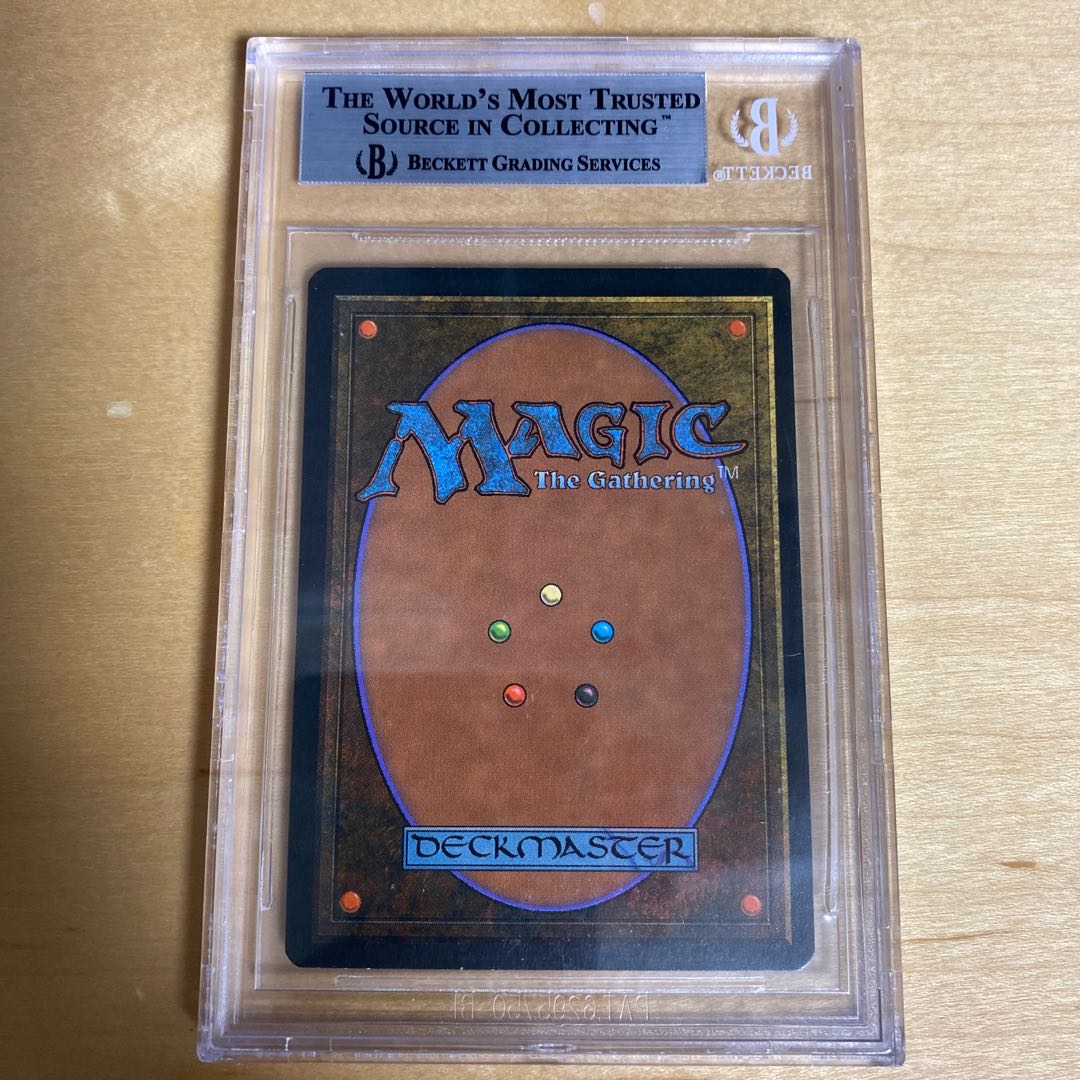 THE WORLD'S MOST TRUSTED
SOURCE IN COLLECTING™
B BECKETT GRADING SERVICES
B
BECKETT®
MAGIC
The Gathering™
DECKMASTER